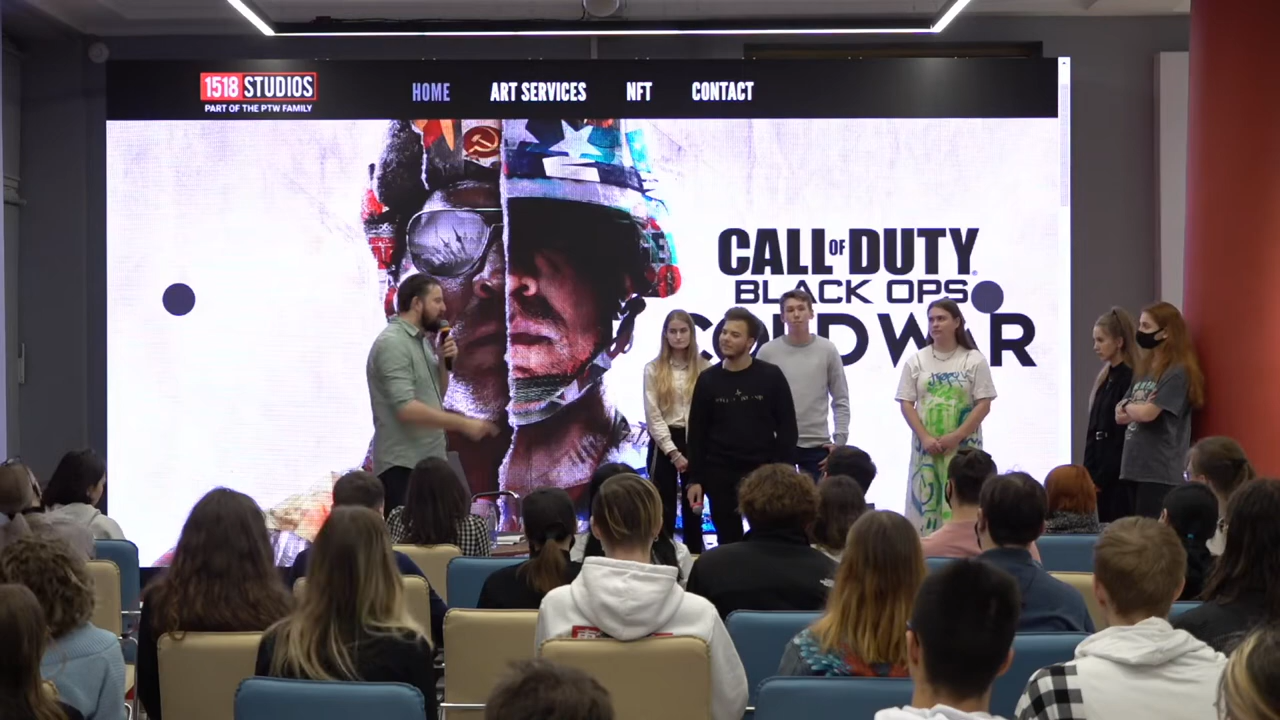 1518 STUDIOS
PART OF THE PTW FAMILY
HOME ART SERVICES NFT CONTACT
CALL OF DUTY
BLACK OPS
COLD WAR